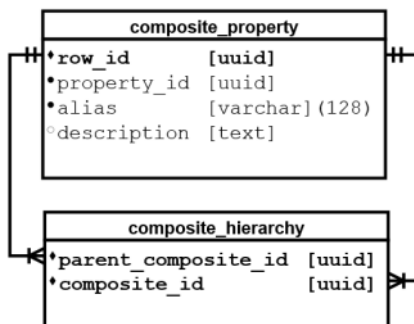 composite_property
row_id [uuid]
property_id [uuid]
alias [varchar](128)
description [text]
composite_hierarchy
parent_composite_id [uuid]
composite_id [uuid]